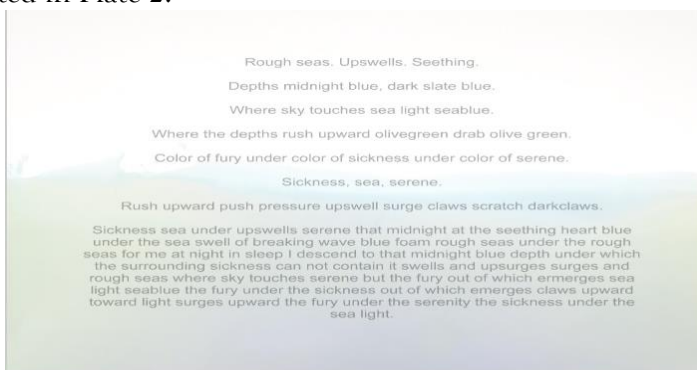 ted in Plate 2.
Rough seas. Upswells. Seething.
Depths midnight blue, dark slate blue.
Where sky touches sea light seablue.
Where the depths rush upward olivegreen drab olive green.
Color of fury under color of sickness under color of serene.
Sickness, sea, serene.
Rush upward push pressure upswell surge claws scratch darkclaws.
Sickness sea under upswells serene that midnight at the seething heart blue
under the sea swell of breaking wave blue foam rough seas under the rough
seas for me at night in sleep I descend to that midnight blue depth under which
the surrounding sickness can not contain it swells and upsurges surges and
rough seas where sky touches serene but the fury out of which ermerges sea
light seablue the fury under the sickness out of which emerges claws upward
toward light surges upward the fury under the serenity the sickness under the
sea light.